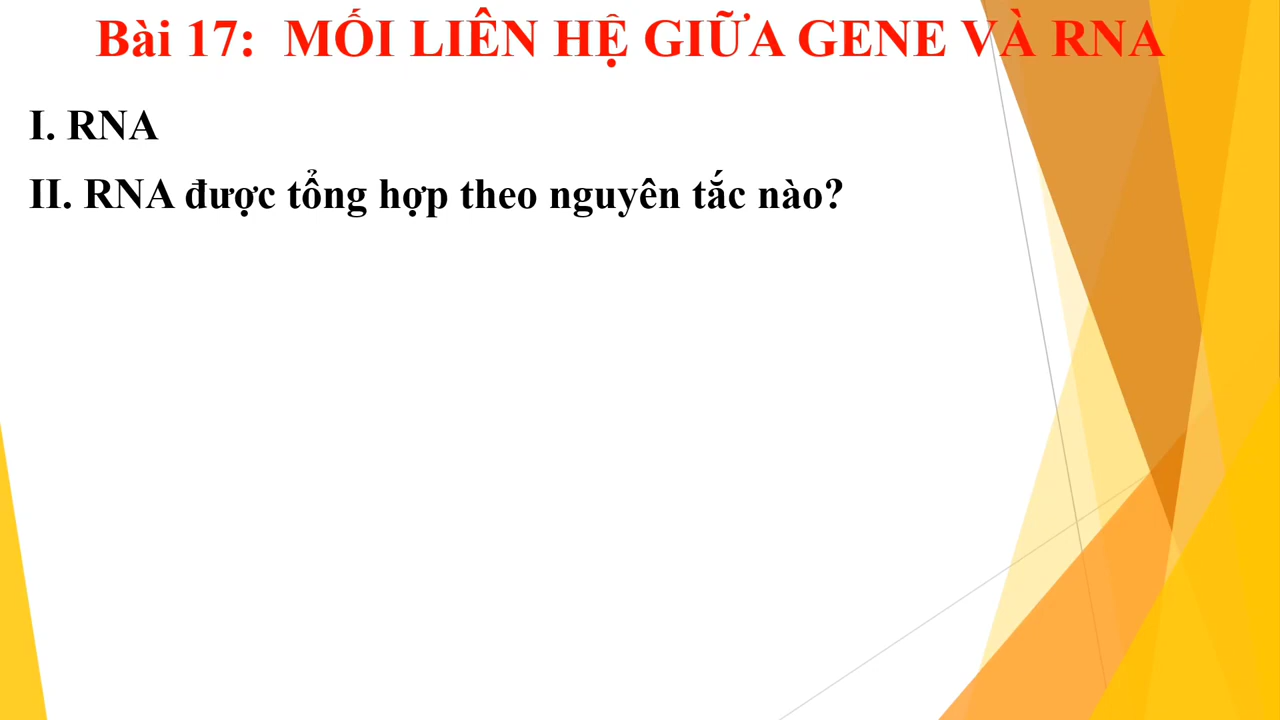 Bài 17:  MỐI LIÊN HỆ GIỮA GENE VÀ RNA
I. RNA
II. RNA được tổng hợp theo nguyên tắc nào?